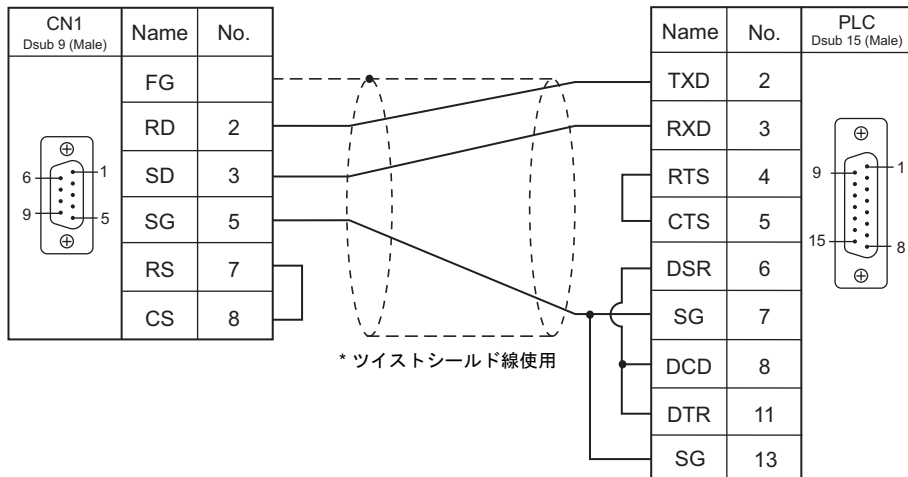 CN1
Dsub 9 (Male)
Name No.
FG
RD 2
SD 3
SG 5
RS 7
CS 8
6 1
9 5
* ツイストシールド線使用
Name No.
TXD 2
RXD 3
RTS 4
CTS 5
DSR 6
SG 7
DCD 8
DTR 11
SG 13
PLC
Dsub 15 (Male)
9 1
15 8